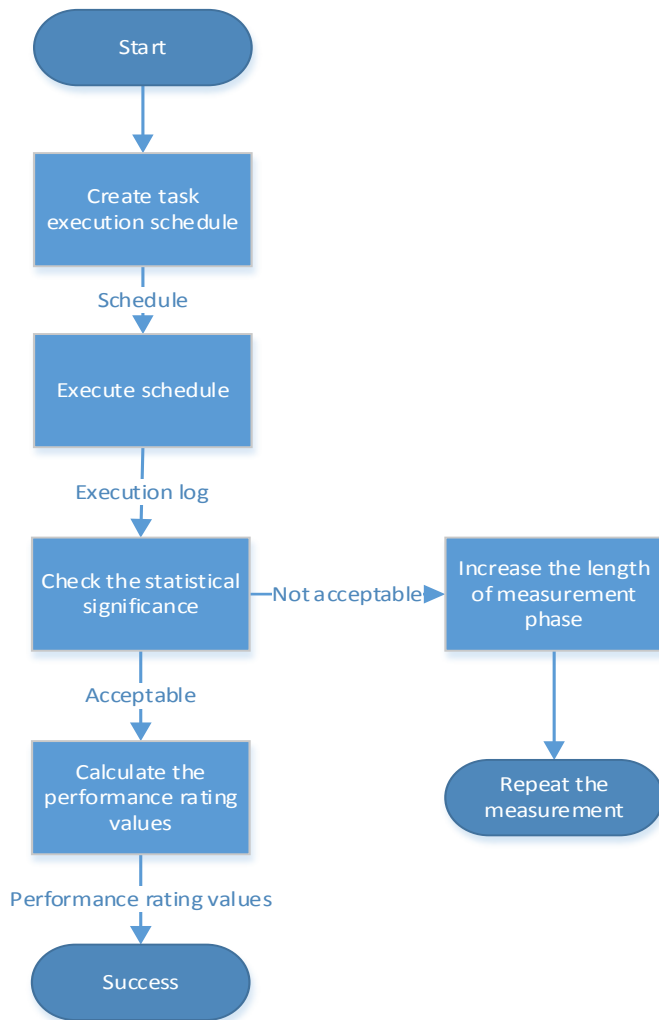 Start
Create task
execution schedule
Schedule
Execute schedule
Execution log
Check the statistical
significance
Not acceptable
Increase the length
of measurement
phase
Acceptable
Calculate the
performance rating
values
Repeat the
measurement
Performance rating values
Success